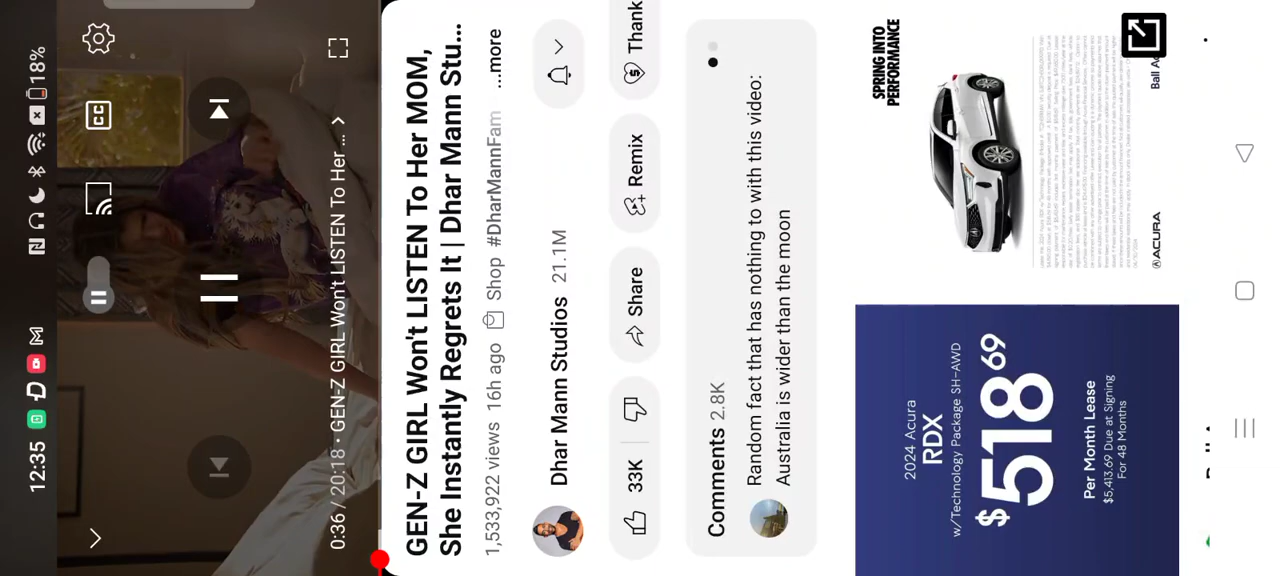 12:35
18%
CC
0:36 / 20:18 • GEN-Z GIRL Won't LISTEN To Her ...
GEN-Z GIRL Won't LISTEN To Her MOM,
She Instantly Regrets It | Dhar Mann Stu...
1,533,922 views 16h ago Shop #DharMannFam ...more
Dhar Mann Studios 21.1M
33K
Share
Remix
Thank
Comments 2.8K
Random fact that has nothing to with this video:
Australia is wider than the moon
2024 Acura
RDX
w/Technology Package SH-AWD
$518.69
Per Month Lease
$5,413.69 Due at Signing
For 48 Months
SPRING INTO
PERFORMANCE
ACURA
Ball Ac